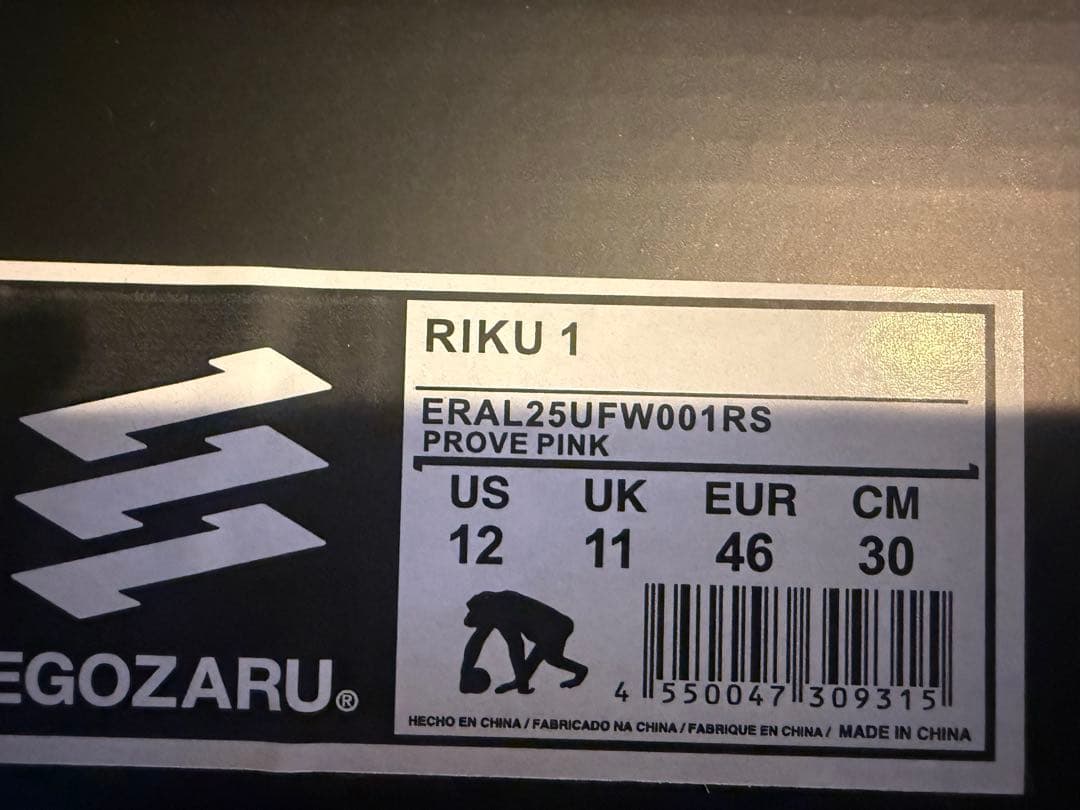 RIKU 1
ERAL25UFW001RS
PROVE PINK
US UK EUR CM
12 11 46 30
4 550047 309315
HECHO EN CHINA / FABRICADO NA CHINA / FABRIQUE EN CHINA / MADE IN CHINA
EGOZARU®